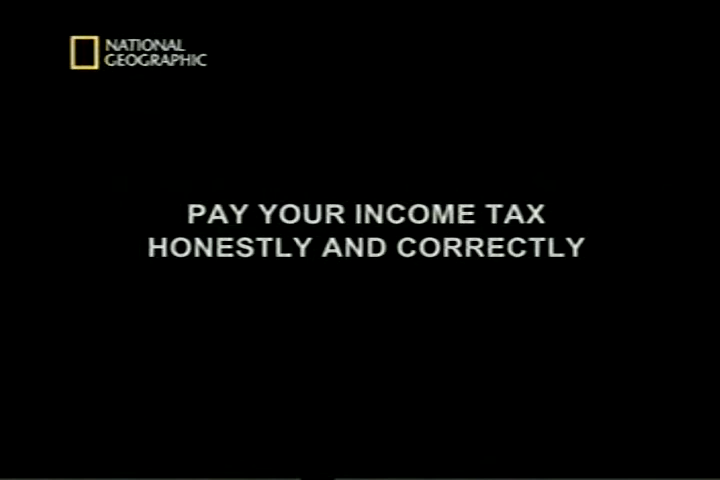 NATIONAL
GEOGRAPHIC
PAY YOUR INCOME TAX
HONESTLY AND CORRECTLY